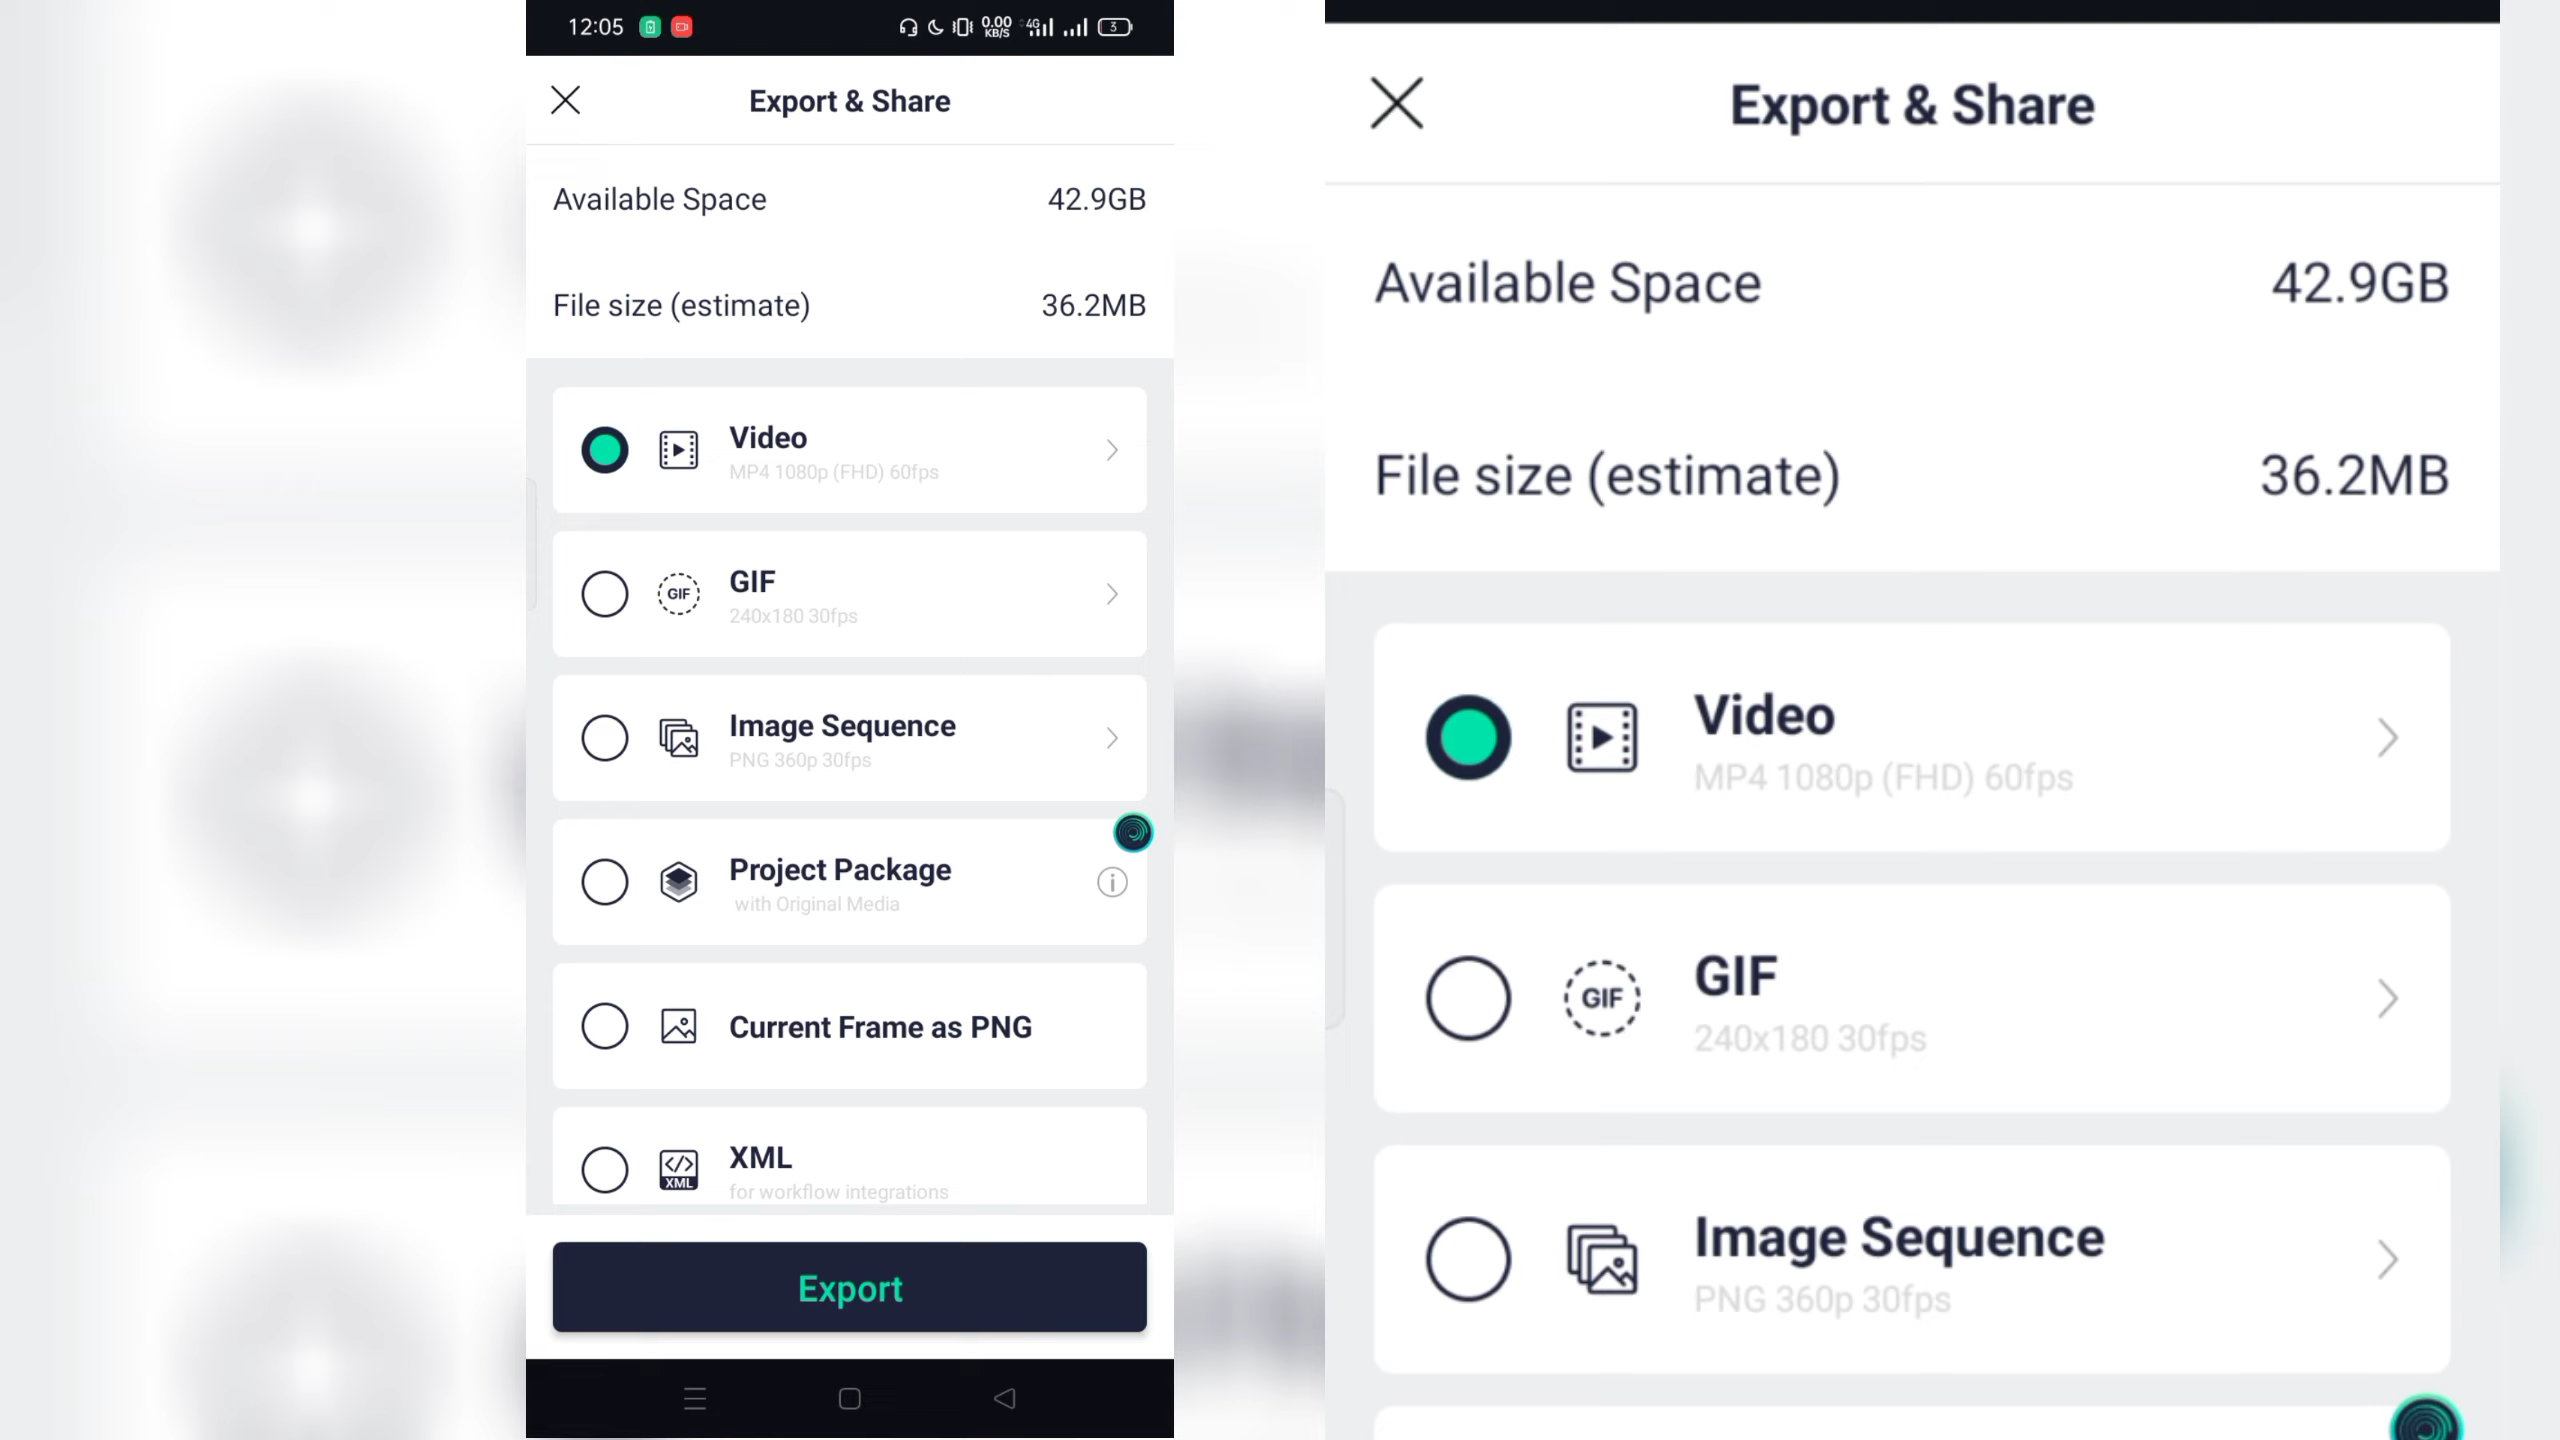 12:05
0.00
KB/S
4G
3
Export & Share
Available Space 42.9GB
File size (estimate) 36.2MB
Video
MP4 1080p (FHD) 60fps
GIF
GIF
240x180 30fps
Image Sequence
PNG 360p 30fps
Project Package
with Original Media
i
Current Frame as PNG
XML
XML
for workflow integrations
Export
Export & Share
Available Space 42.9GB
File size (estimate) 36.2MB
Video
MP4 1080p (FHD) 60fps
GIF
GIF
240x180 30fps
Image Sequence
PNG 360p 30fps